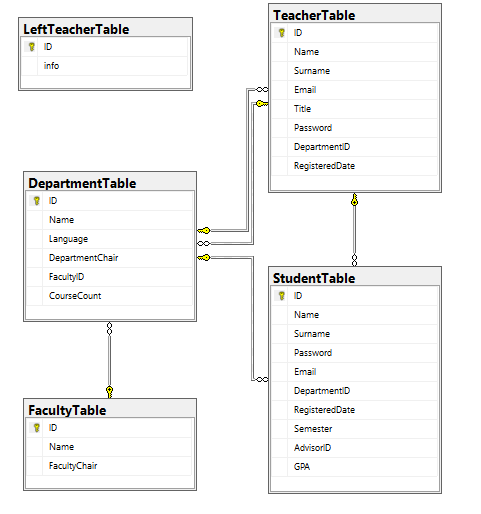 LeftTeacherTable
ID
info
TeacherTable
ID
Name
Surname
Email
Title
Password
DepartmentID
RegisteredDate
DepartmentTable
ID
Name
Language
DepartmentChair
FacultyID
CourseCount
StudentTable
ID
Name
Surname
Password
Email
DepartmentID
RegisteredDate
Semester
AdvisorID
GPA
FacultyTable
ID
Name
FacultyChair